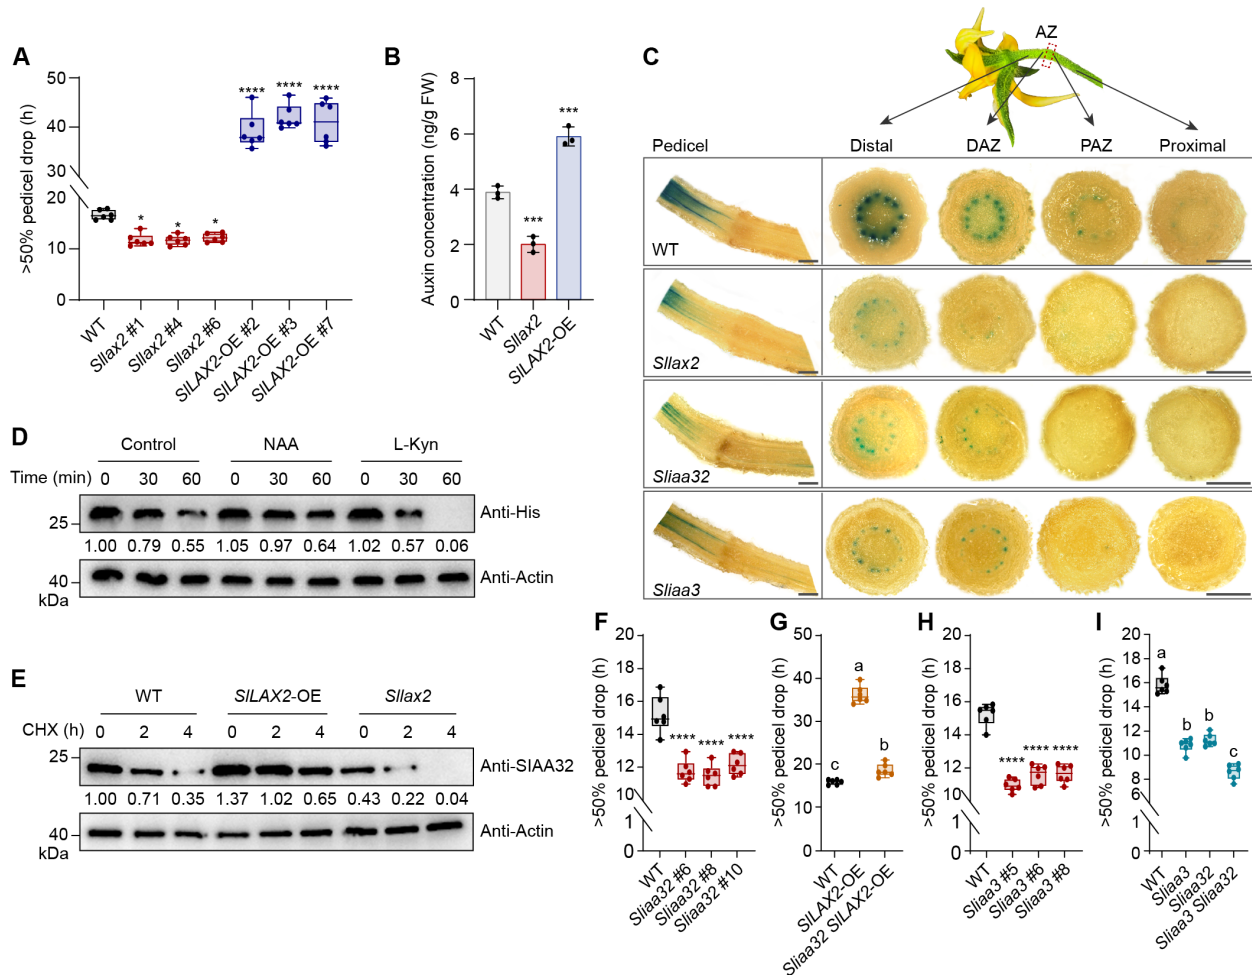 A
>50% pedicel drop (h)
50
40
30
20
10
0
****
****
****
*
*
*
WT
Sllax2 #1
Sllax2 #4
Sllax2 #6
SlLAX2-OE #2
SlLAX2-OE #3
SlLAX2-OE #7
B
Auxin concentration (ng/g FW)
8
6
4
2
0
***
***
WT
Sllax2
SlLAX2-OE
C
AZ
Pedicel
Distal
DAZ
PAZ
Proximal
WT
Sllax2
Sliaa32
Sliaa3
D
Control NAA L-Kyn
Time (min) 0 30 60 0 30 60 0 30 60
25
Anti-His
1.00 0.79 0.55 1.05 0.97 0.64 1.02 0.57 0.06
40
Anti-Actin
kDa
E
WT SlLAX2-OE Sllax2
CHX (h) 0 2 4 0 2 4 0 2 4
25
Anti-SlAA32
1.00 0.71 0.35 1.37 1.02 0.65 0.43 0.22 0.04
40
Anti-Actin
kDa
F
>50% pedicel drop (h)
20
18
16
14
12
10
1
0
**** **** ****
WT
Sliaa32 #6
Sliaa32 #8
Sliaa32 #10
G
>50% pedicel drop (h)
50
40
30
20
10
0
c
a
b
WT
SlLAX2-OE
Sliaa32 SlLAX2-OE
H
>50% pedicel drop (h)
20
18
16
14
12
10
1
0
**** **** ****
WT
Sliaa3 #5
Sliaa3 #6
Sliaa3 #8
I
>50% pedicel drop (h)
20
18
16
14
12
10
8
6
1
0
a
b
b
c
WT
Sliaa3
Sliaa32
Sliaa3 Sliaa32